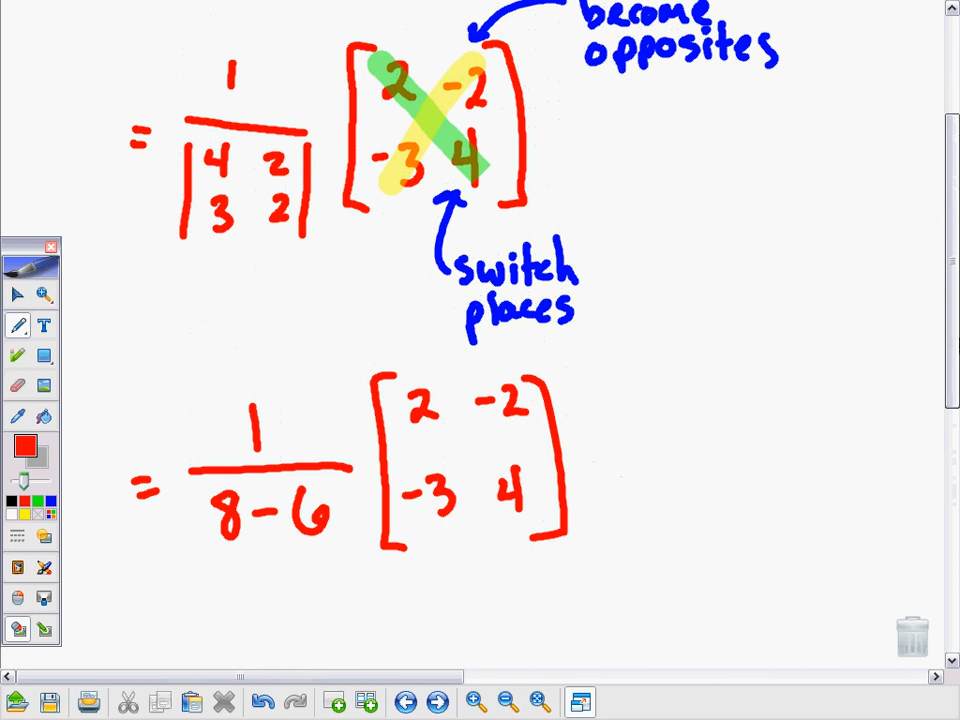 become
opposites
= 1 / |4 2| [2 -2]
|3 2| [-3 4]
switch
places
= 1 / 8 - 6 [2 -2]
[-3 4]